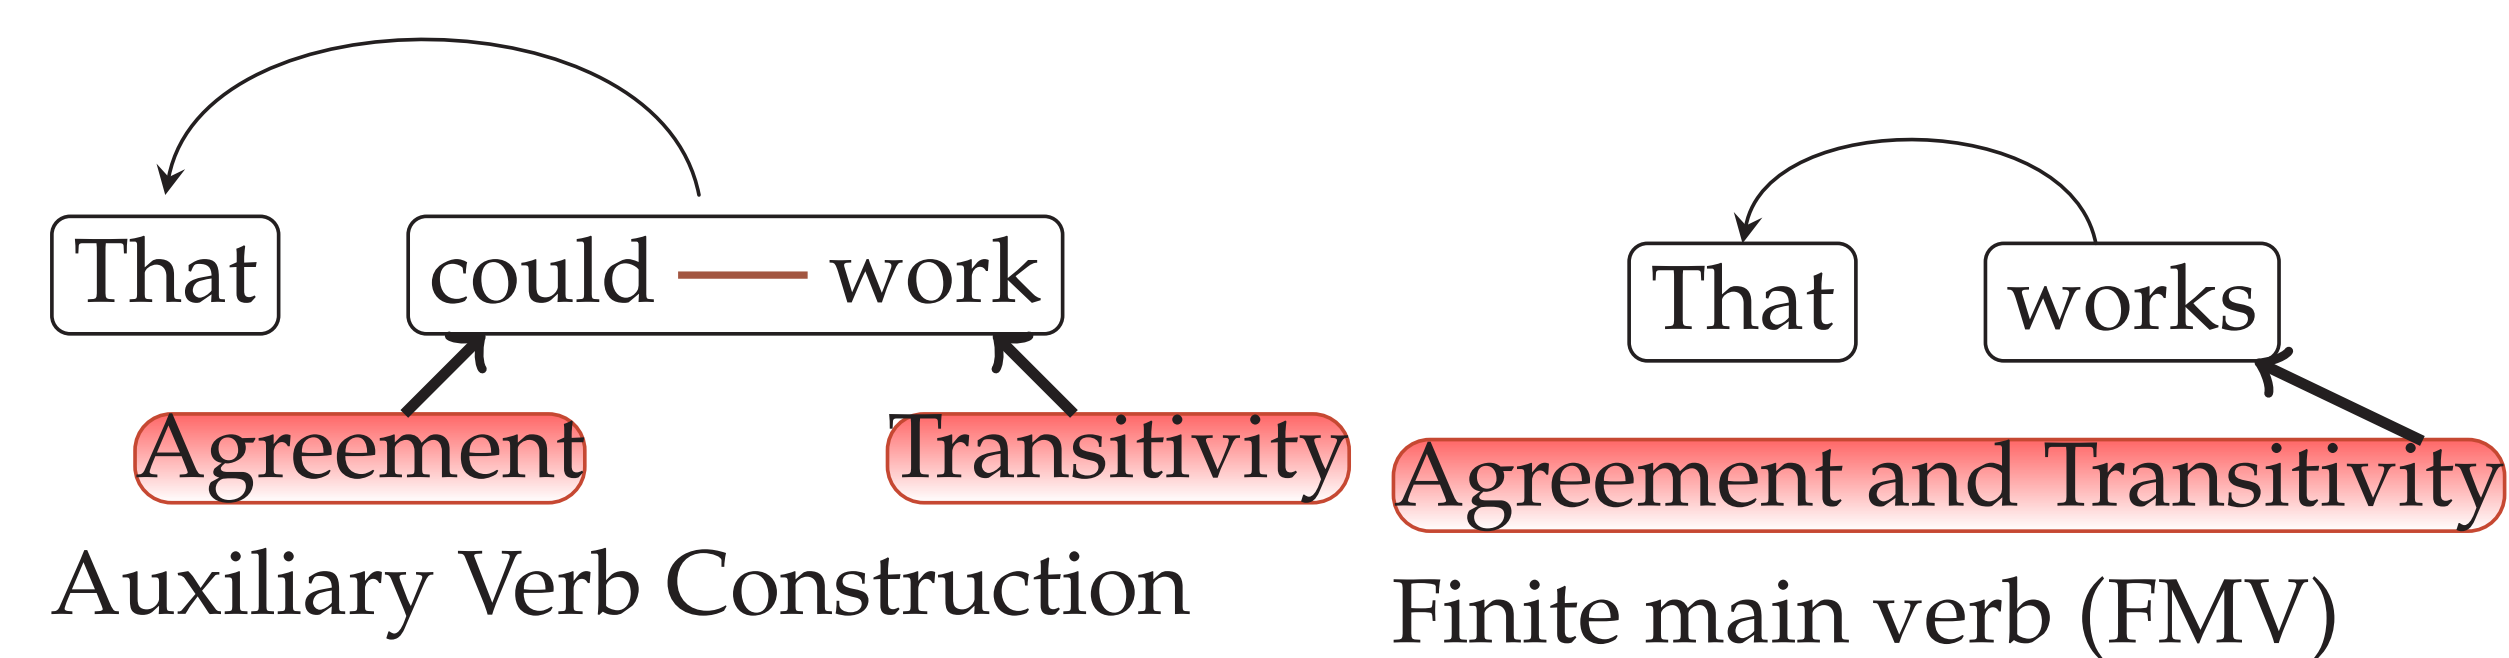 That could work
Agreement Transitivity
Auxiliary Verb Construction
That works
Agreement and Transitivity
Finite main verb (FMV)